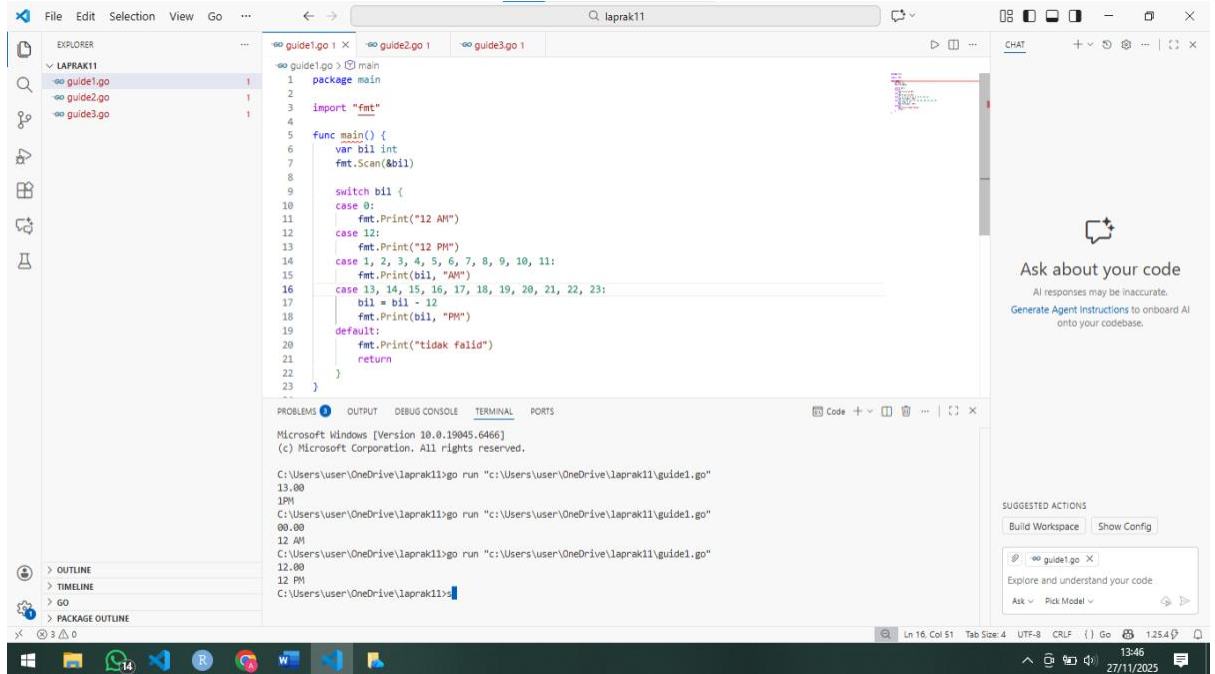 File Edit Selection View Go ...
laprak11
EXPLORER
LAPRAK11
guide1.go 1
guide2.go 1
guide3.go 1
OUTLINE
TIMELINE
GO
PACKAGE OUTLINE
guide1.go 1 guide2.go 1 guide3.go 1
guide1.go > main
1 package main
2
3 import "fmt"
4
5 func main() {
6 var bil int
7 fmt.Scan(&bil)
8
9 switch bil {
10 case 0:
11 fmt.Print("12 AM")
12 case 12:
13 fmt.Print("12 PM")
14 case 1, 2, 3, 4, 5, 6, 7, 8, 9, 10, 11:
15 fmt.Print(bil, "AM")
16 case 13, 14, 15, 16, 17, 18, 19, 20, 21, 22, 23:
17 bil = bil - 12
18 fmt.Print(bil, "PM")
19 default:
20 fmt.Print("tidak falid")
21 return
22 }
23 }
PROBLEMS 3 OUTPUT DEBUG CONSOLE TERMINAL PORTS
Code
Microsoft Windows [Version 10.0.19045.6466]
(c) Microsoft Corporation. All rights reserved.
C:\Users\user\OneDrive\laprak11>go run "c:\Users\user\OneDrive\laprak11\guide1.go"
13.00
1PM
C:\Users\user\OneDrive\laprak11>go run "c:\Users\user\OneDrive\laprak11\guide1.go"
00.00
12 AM
C:\Users\user\OneDrive\laprak11>go run "c:\Users\user\OneDrive\laprak11\guide1.go"
12.00
12 PM
C:\Users\user\OneDrive\laprak11>s
CHAT
Ask about your code
AI responses may be inaccurate.
Generate Agent Instructions to onboard AI
onto your codebase.
SUGGESTED ACTIONS
Build Workspace Show Config
guide1.go
Explore and understand your code
Ask Pick Model
3 0 Ln 16, Col 51 Tab Size: 4 UTF-8 CRLF {} Go 1.25.4
14
13:46
27/11/2025